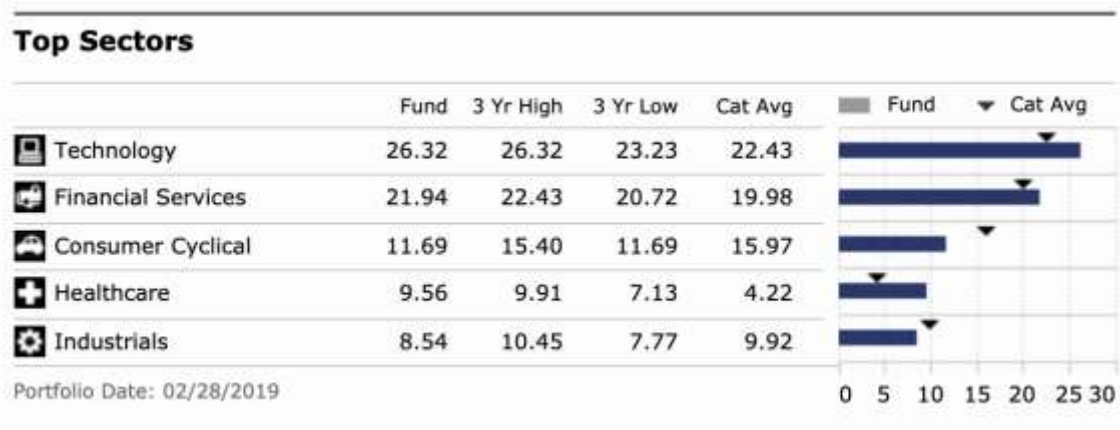 Top Sectors
Fund 3 Yr High 3 Yr Low Cat Avg Fund Cat Avg
Technology 26.32 26.32 23.23 22.43
Financial Services 21.94 22.43 20.72 19.98
Consumer Cyclical 11.69 15.40 11.69 15.97
Healthcare 9.56 9.91 7.13 4.22
Industrials 8.54 10.45 7.77 9.92
Portfolio Date: 02/28/2019
0 5 10 15 20 25 30